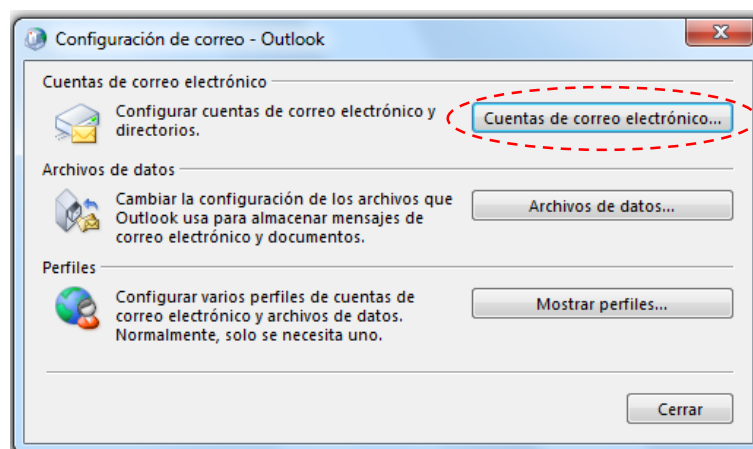 Configuración de correo - Outlook
Cuentas de correo electrónico
Configurar cuentas de correo electrónico y
directorios.
Cuentas de correo electrónico...
Archivos de datos
Cambiar la configuración de los archivos que
Outlook usa para almacenar mensajes de
correo electrónico y documentos.
Archivos de datos...
Perfiles
Configurar varios perfiles de cuentas de
correo electrónico y archivos de datos.
Normalmente, solo se necesita uno.
Mostrar perfiles...
Cerrar